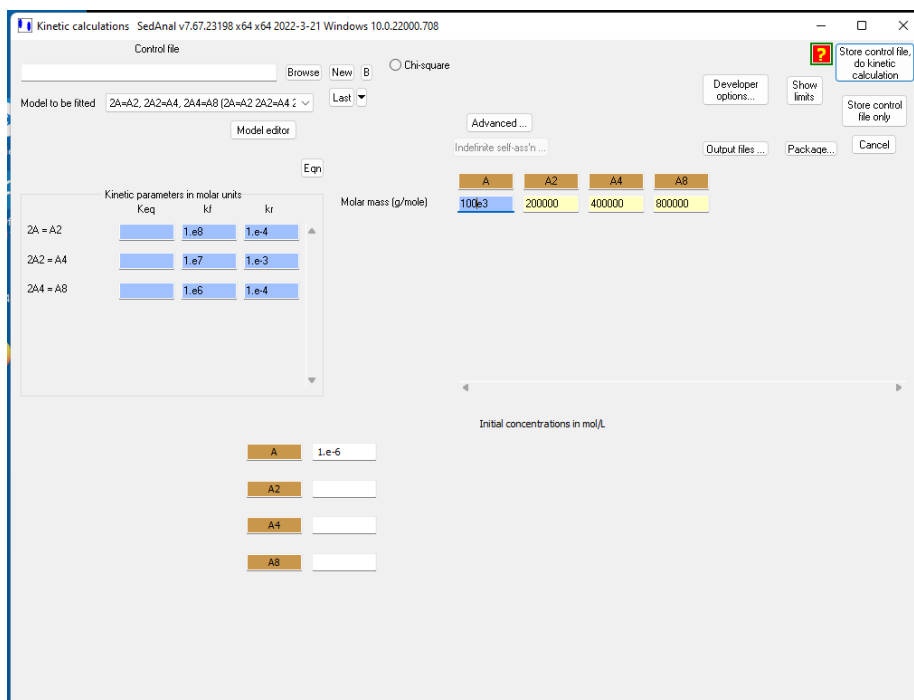 Kinetic calculations SedAnal v7.67.23198 x64 x64 2022-3-21 Windows 10.0.22000.708
Control file
Browse New B Chi-square
? Store control file, do kinetic calculation
Model to be fitted 2A=A2, 2A2=A4, 2A4=A8 (2A=A2 2A2=A4 2
Last
Developer options...
Show limits
Store control file only
Model editor
Advanced ...
Indefinite self-ass'n ...
Output files ... Package... Cancel
Eqn
A A2 A4 A8
Molar mass (g/mole) 100e3 200000 400000 800000
Kinetic parameters in molar units
Keq kf kr
2A = A2 1.e8 1.e-4
2A2 = A4 1.e7 1.e-3
2A4 = A8 1.e6 1.e-4
Initial concentrations in mol/L
A 1.e-6
A2
A4
A8